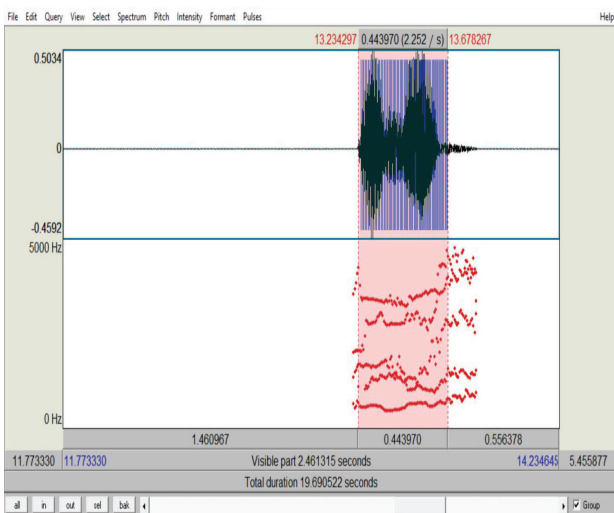 File Edit Query View Select Spectrum Pitch Intensity Formant Pulses Help
13.234297 0.443970 (2.252 / s) 13.678267
0.5034
0
-0.4592
5000 Hz
0 Hz
1.460967 0.443970 0.556378
11.773330 11.773330 Visible part 2.461315 seconds 14.234645 5.455877
Total duration 19.690522 seconds
all in out sel bak Group